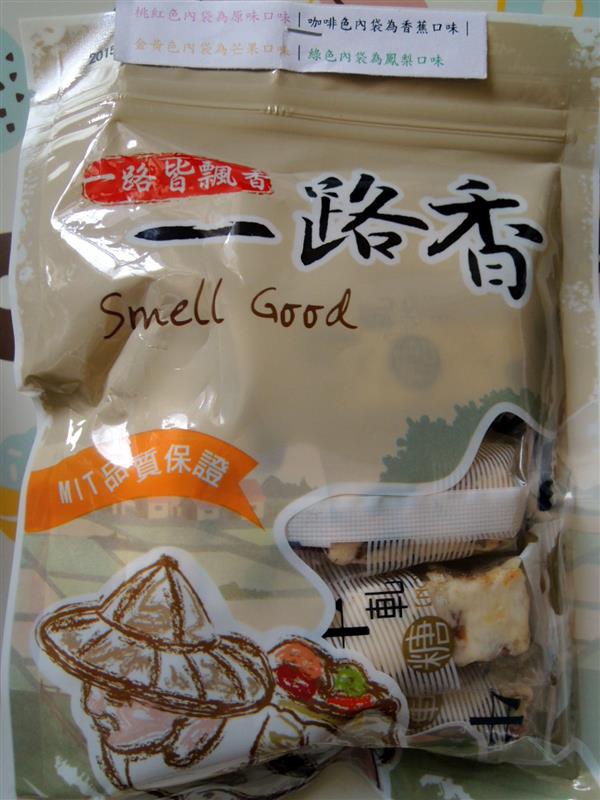 桃紅色內袋為原味口味|咖啡色內袋為香蕉口味|
金黃色內袋為芒果口味|綠色內袋為鳳梨口味
2015
一路皆飄香
一路香
Smell Good
MIT品質保證
牛軋
糖
牛